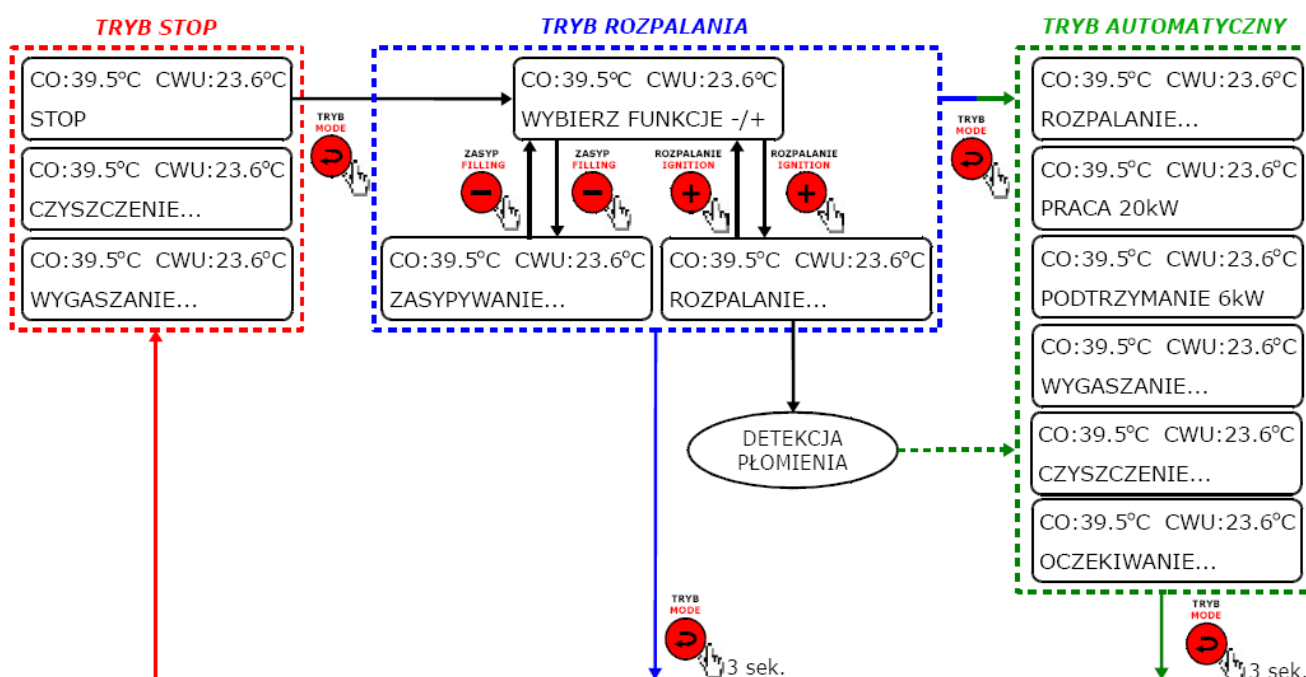 TRYB STOP
CO:39.5°C CWU:23.6°C
STOP
CO:39.5°C CWU:23.6°C
CZYSZCZENIE...
CO:39.5°C CWU:23.6°C
WYGASZANIE...
TRYB
MODE
TRYB ROZPALANIA
CO:39.5°C CWU:23.6°C
WYBIERZ FUNKCJE -/+
ZASYP
FILLING
ZASYP
FILLING
ROZPALANIE
IGNITION
ROZPALANIE
IGNITION
CO:39.5°C CWU:23.6°C
ZASYPYWANIE...
CO:39.5°C CWU:23.6°C
ROZPALANIE...
DETEKCJA
PŁOMIENIA
TRYB
MODE
3 sek.
TRYB
MODE
TRYB AUTOMATYCZNY
CO:39.5°C CWU:23.6°C
ROZPALANIE...
CO:39.5°C CWU:23.6°C
PRACA 20kW
CO:39.5°C CWU:23.6°C
PODTRZYMANIE 6kW
CO:39.5°C CWU:23.6°C
WYGASZANIE...
CO:39.5°C CWU:23.6°C
CZYSZCZENIE...
CO:39.5°C CWU:23.6°C
OCZEKIWANIE...
TRYB
MODE
3 sek.